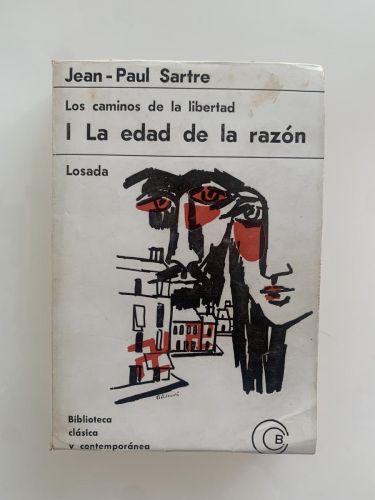 Jean-Paul Sartre
Los caminos de la libertad
I La edad de la razón
Losada
Biblioteca
clásica
y contemporánea
B